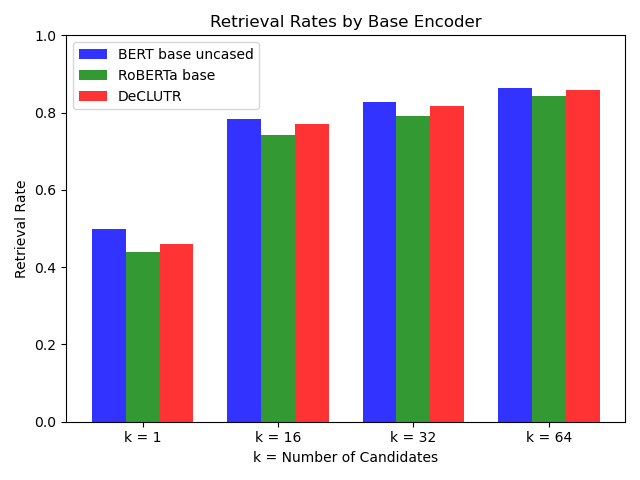 Retrieval Rates by Base Encoder
BERT base uncased
RoBERTa base
DeCLUTR
Retrieval Rate
1.0
0.8
0.6
0.4
0.2
0.0
k = 1
k = 16
k = 32
k = 64
k = Number of Candidates